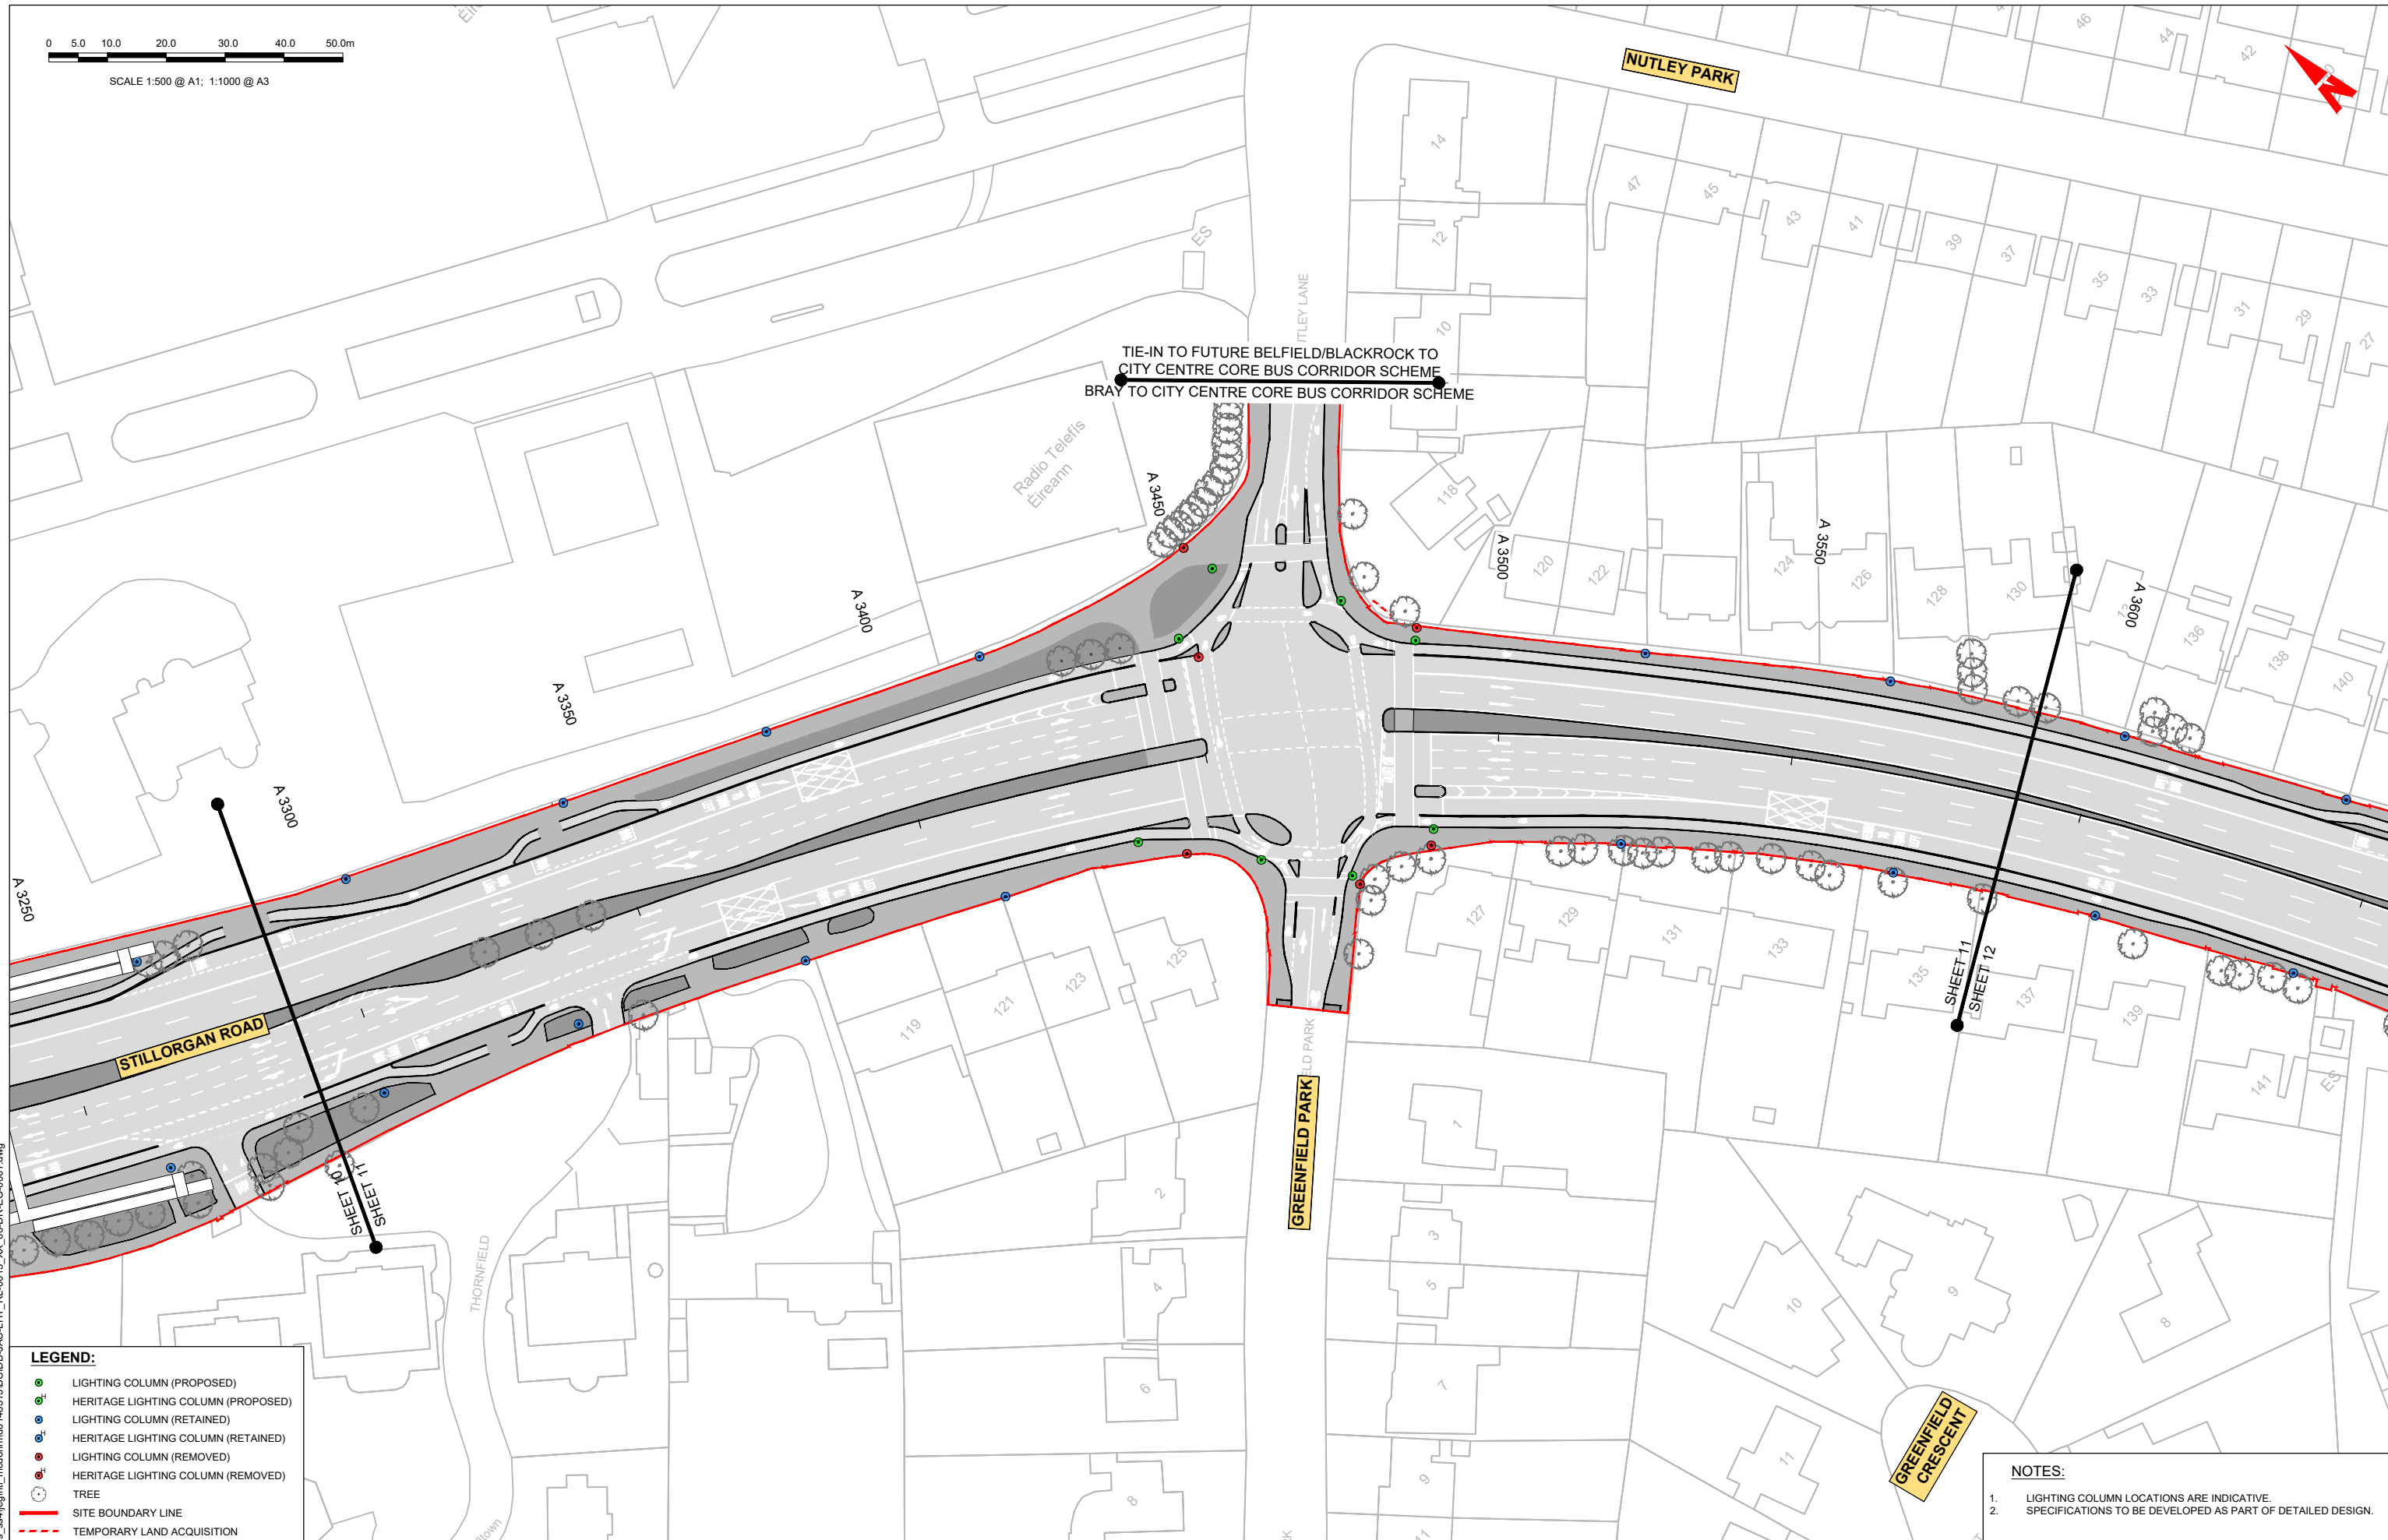 0 5.0 10.0 20.0 30.0 40.0 50.0m
SCALE 1:500 @ A1; 1:1000 @ A3
NUTLEY PARK
46
44
42
14
12
10
47
45
43
41
39
37
35
33
31
29
27
ES
TIE-IN TO FUTURE BELFIELD/BLACKROCK TO
CITY CENTRE CORE BUS CORRIDOR SCHEME
BRAY TO CITY CENTRE CORE BUS CORRIDOR SCHEME
Radio Telefís
Éireann
A 3250
A 3300
A 3350
A 3400
A 3450
A 3500
A 3550
A 3600
118
120
122
124
126
128
130
136
138
140
STILLORGAN ROAD
SHEET 10
SHEET 11
SHEET 11
SHEET 12
119
121
123
125
127
129
131
133
135
137
139
141
ES
GREENFIELD PARK
THORNFIELD
2
4
6
8
1
3
5
7
9
11
10
9
8
11
GREENFIELD
CRESCENT
LEGEND:
LIGHTING COLUMN (PROPOSED)
H HERITAGE LIGHTING COLUMN (PROPOSED)
LIGHTING COLUMN (RETAINED)
H HERITAGE LIGHTING COLUMN (RETAINED)
LIGHTING COLUMN (REMOVED)
H HERITAGE LIGHTING COLUMN (REMOVED)
TREE
SITE BOUNDARY LINE
TEMPORARY LAND ACQUISITION
NOTES:
1. LIGHTING COLUMN LOCATIONS ARE INDICATIVE.
2. SPECIFICATIONS TO BE DEVELOPED AS PART OF DETAILED DESIGN.